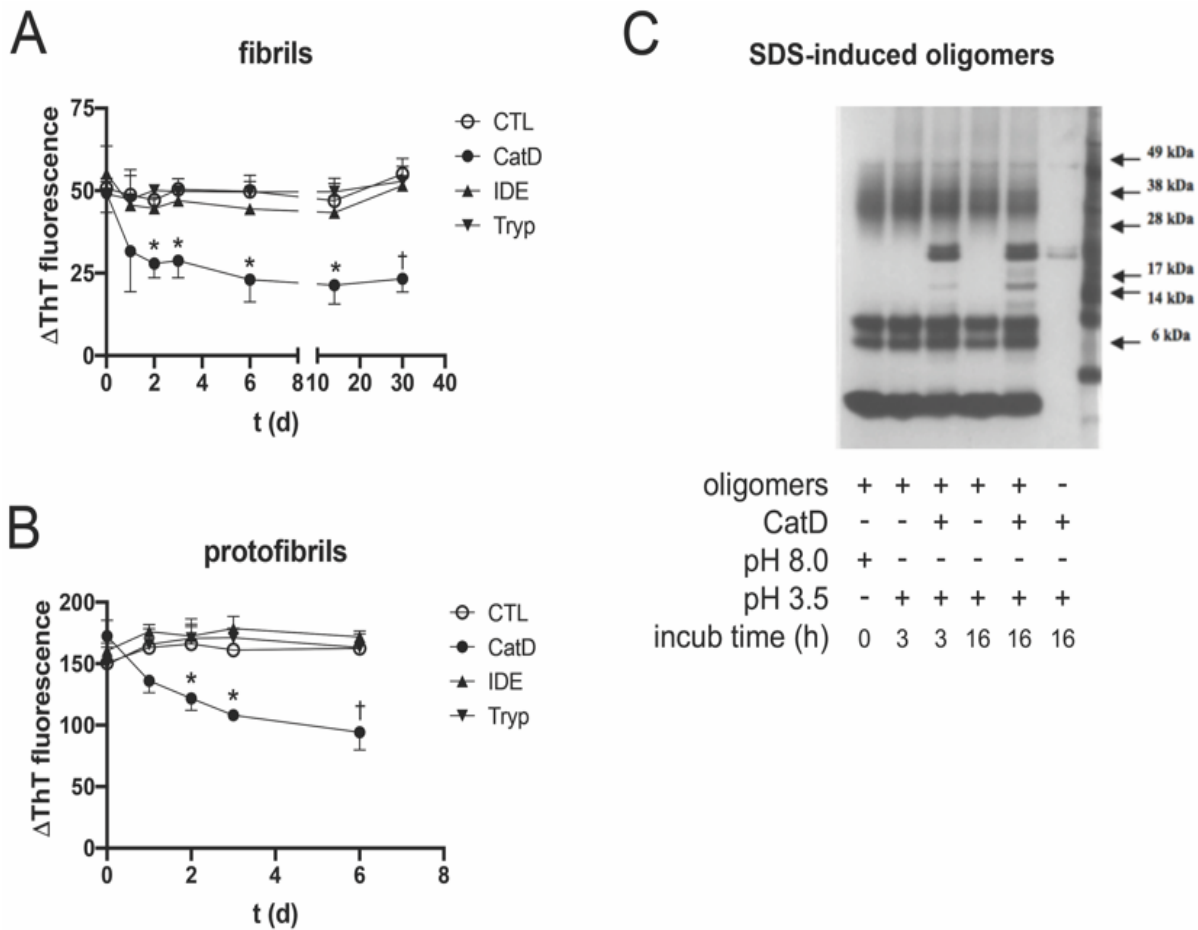 A
fibrils
75
50
25
0
ΔThT fluorescence
CTL
CatD
IDE
Tryp
* * * * †
0 2 4 6 8 10 20 30 40
t (d)
B
protofibrils
200
150
100
50
0
ΔThT fluorescence
CTL
CatD
IDE
Tryp
* * †
0 2 4 6 8
t (d)
C
SDS-induced oligomers
49 kDa
38 kDa
28 kDa
17 kDa
14 kDa
6 kDa
oligomers + + + + + -
CatD - - + - + +
pH 8.0 + - - - - -
pH 3.5 - + + + + +
incub time (h) 0 3 3 16 16 16